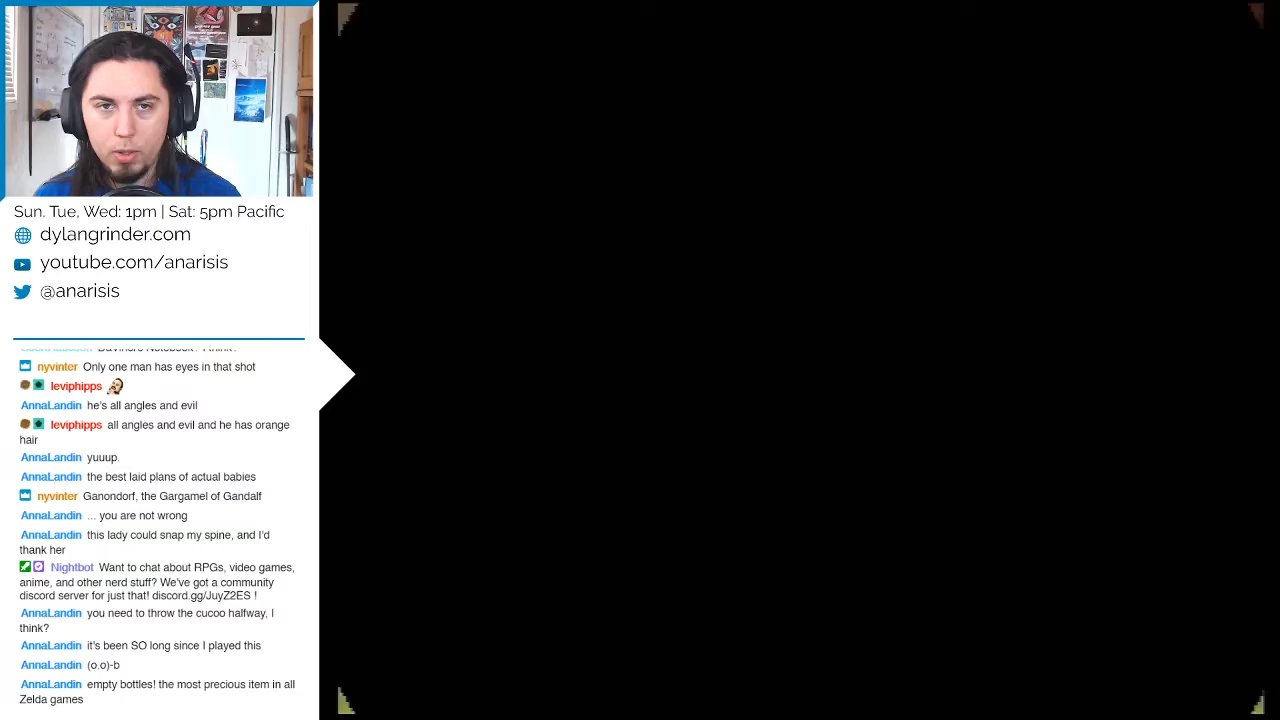 Sun. Tue, Wed: 1pm | Sat: 5pm Pacific
dylangrinder.com
youtube.com/anarisis
@anarisis
nyvinter Only one man has eyes in that shot
leviphipps
AnnaLandin he's all angles and evil
leviphipps all angles and evil and he has orange
hair
AnnaLandin yuuup.
AnnaLandin the best laid plans of actual babies
nyvinter Ganondorf, the Gargamel of Gandalf
AnnaLandin ... you are not wrong
AnnaLandin this lady could snap my spine, and I'd
thank her
Nightbot Want to chat about RPGs, video games,
anime, and other nerd stuff? We've got a community
discord server for just that! discord.gg/JuyZ2ES !
AnnaLandin you need to throw the cucoo halfway, I
think?
AnnaLandin it's been SO long since I played this
AnnaLandin (o.o)-b
AnnaLandin empty bottles! the most precious item in all
Zelda games